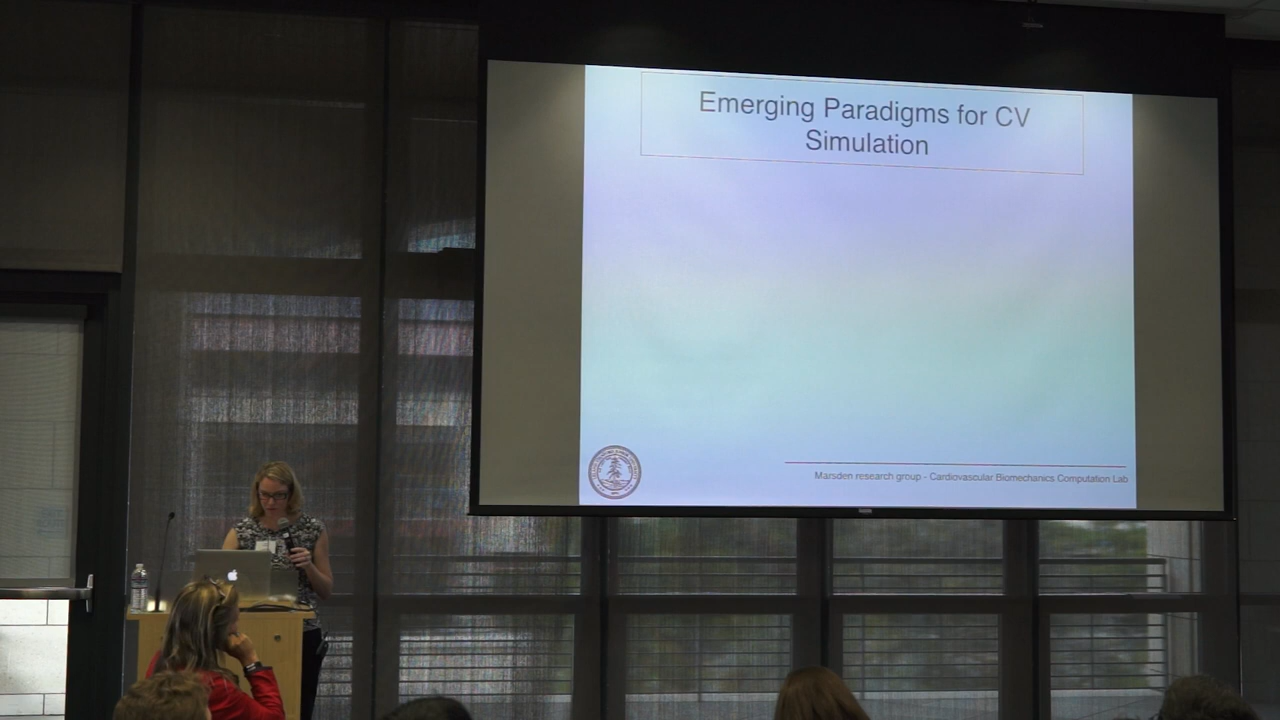 Emerging Paradigms for CV
Simulation
Marsden research group - Cardiovascular Biomechanics Computation Lab